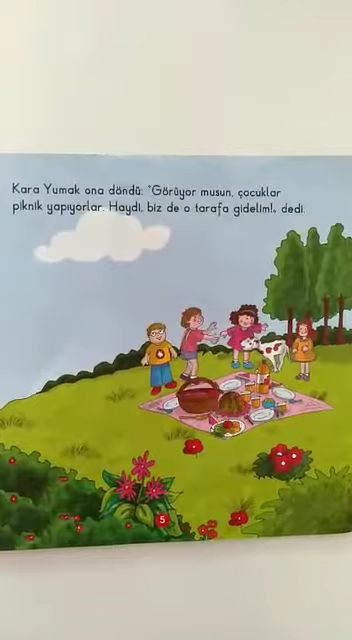 Kara Yumak ona döndü: "Görüyor musun, çocuklar
piknik yapıyorlar. Haydi, biz de o tarafa gidelim!„ dedi.
5